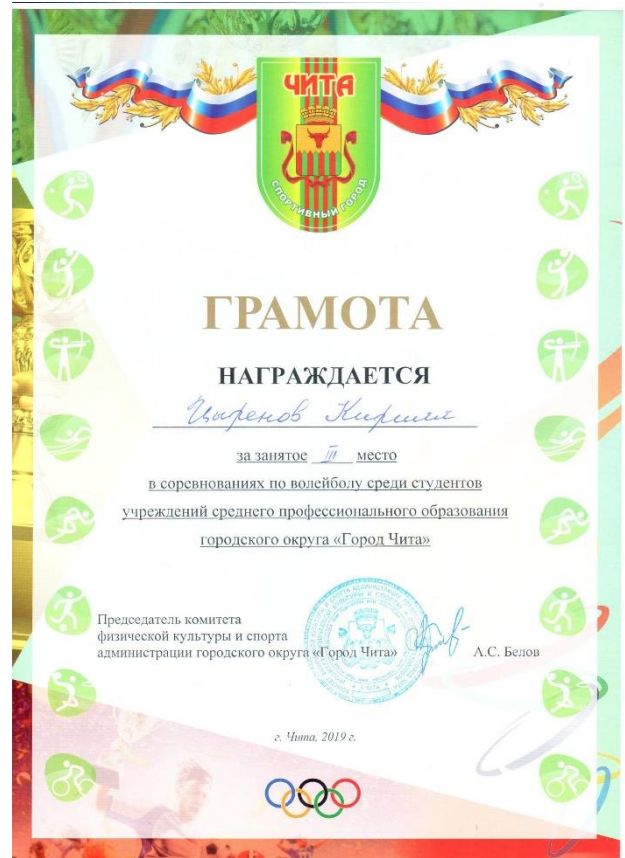 ЧИТА
СПОРТИВНЫЙ ГОРОД
ГРАМОТА
НАГРАЖДАЕТСЯ
Цыренов Кирилл
за занятое III место
в соревнованиях по волейболу среди студентов
учреждений среднего профессионального образования
городского округа «Город Чита»
Председатель комитета
физической культуры и спорта
администрации городского округа «Город Чита» А.С. Белов
г. Чита, 2019 г.